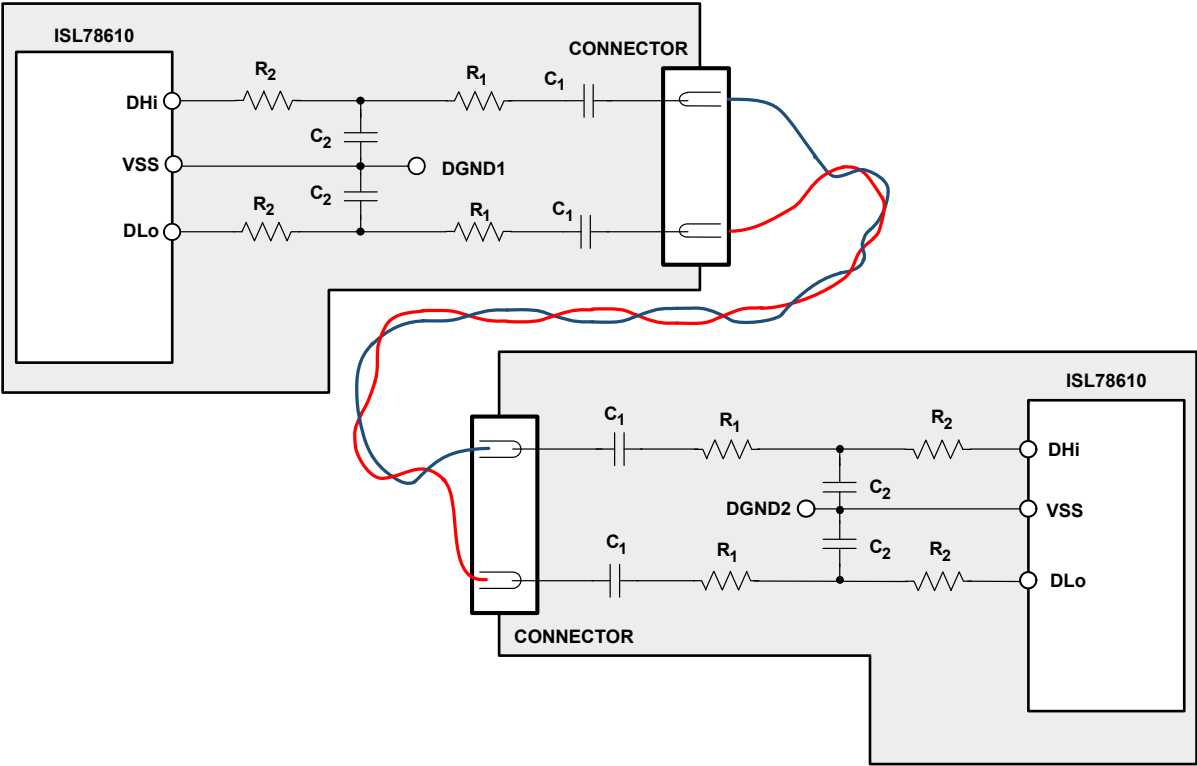 ISL78610
CONNECTOR
R2
R1
C1
DHi
C2
VSS
DGND1
C2
R2
R1
C1
DLo
ISL78610
C1
R1
R2
DHi
C2
DGND2
VSS
C1
R1
C2
R2
DLo
CONNECTOR